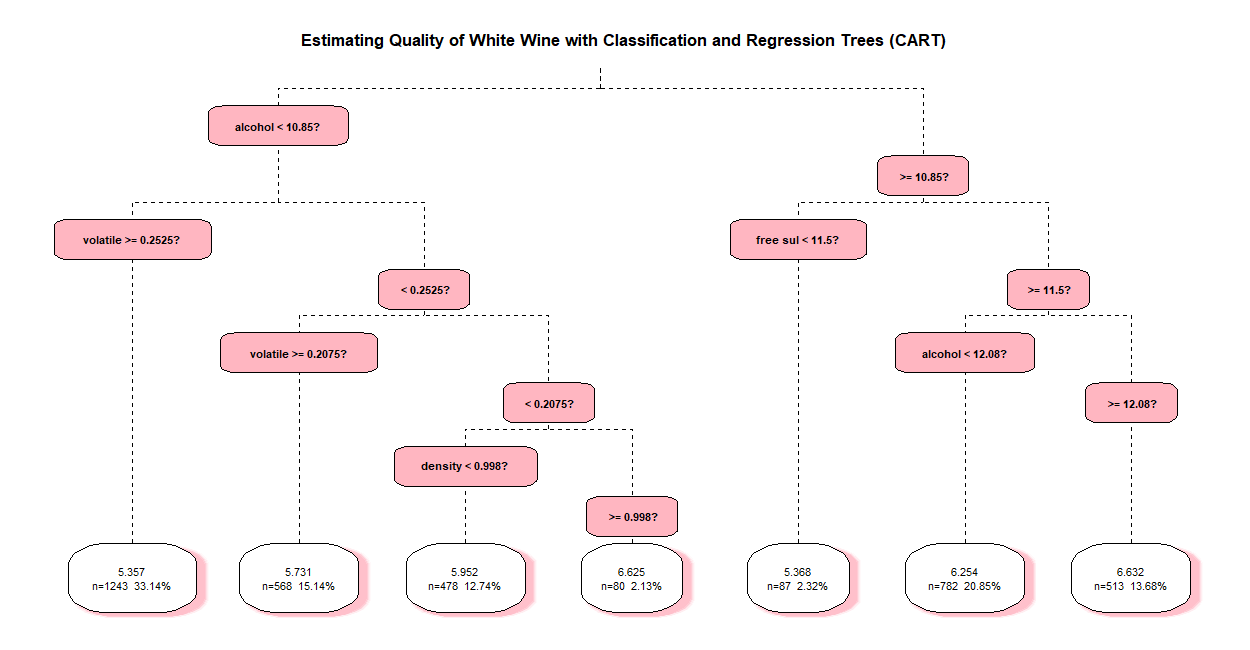 Estimating Quality of White Wine with Classification and Regression Trees (CART)
alcohol < 10.85?
>= 10.85?
volatile >= 0.2525?
free sul < 11.5?
< 0.2525?
>= 11.5?
volatile >= 0.2075?
alcohol < 12.08?
< 0.2075?
>= 12.08?
density < 0.998?
>= 0.998?
5.357
n=1243 33.14%
5.731
n=568 15.14%
5.952
n=478 12.74%
6.625
n=80 2.13%
5.368
n=87 2.32%
6.254
n=782 20.85%
6.632
n=513 13.68%